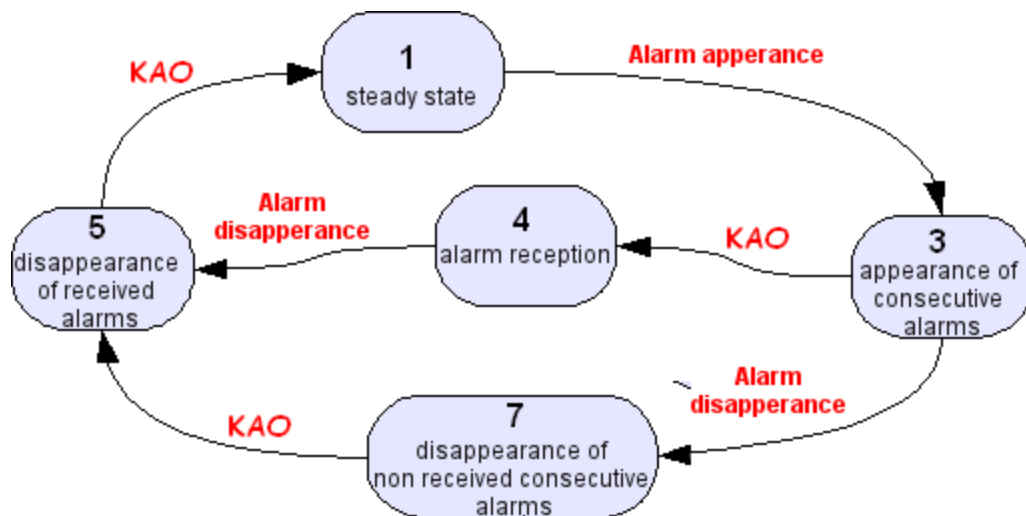 1
steady state
Alarm apperance
KAO
Alarm
disapperance
5
disappearance
of received
alarms
4
alarm reception
KAO
3
appearance of
consecutive
alarms
Alarm
disapperance
KAO
7
disappearance of
non received consecutive
alarms